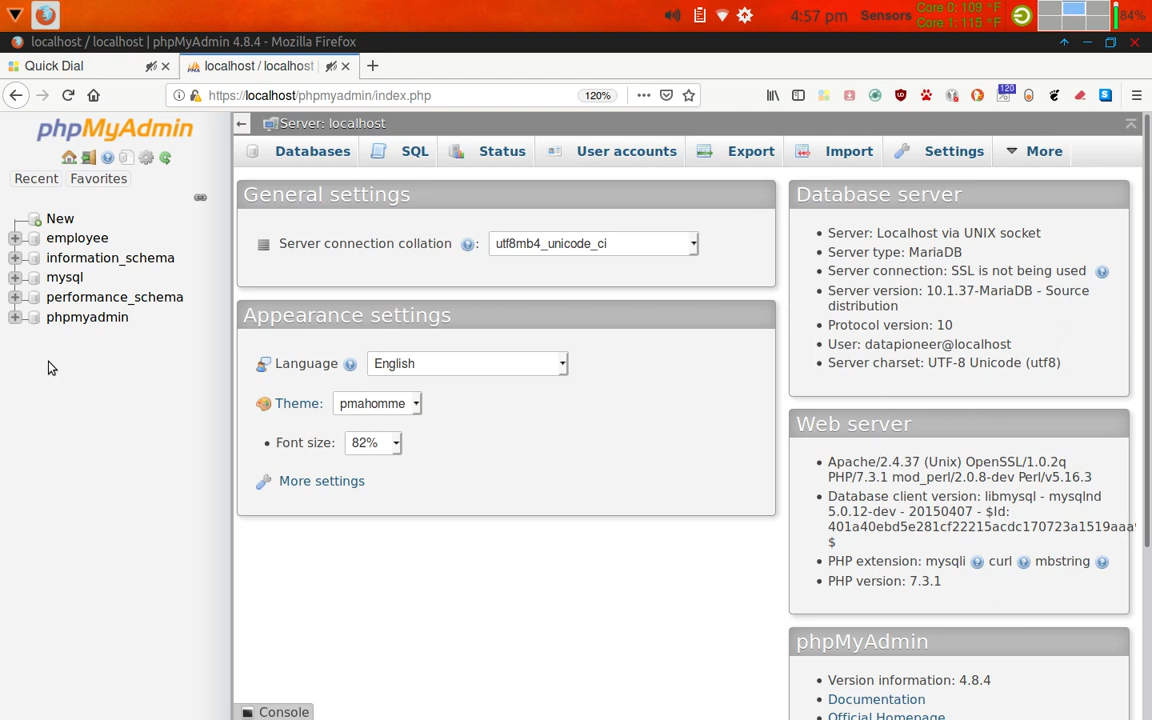 4:57 pm
Sensors
Core 0: 109 °F
Core 1: 115 °F
84%
localhost / localhost | phpMyAdmin 4.8.4 - Mozilla Firefox
Quick Dial
localhost / localhost |
https://localhost/phpmyadmin/index.php
120%
120
phpMyAdmin
Recent
Favorites
New
employee
information_schema
mysql
performance_schema
phpmyadmin
Server: localhost
Databases
SQL
Status
User accounts
Export
Import
Settings
More
General settings
Server connection collation :
utf8mb4_unicode_ci
Appearance settings
Language
English
Theme:
pmahomme
• Font size:
82%
More settings
Console
Database server
• Server: Localhost via UNIX socket
• Server type: MariaDB
• Server connection: SSL is not being used
• Server version: 10.1.37-MariaDB - Source
distribution
• Protocol version: 10
• User: datapioneer@localhost
• Server charset: UTF-8 Unicode (utf8)
Web server
• Apache/2.4.37 (Unix) OpenSSL/1.0.2q
PHP/7.3.1 mod_perl/2.0.8-dev Perl/v5.16.3
• Database client version: libmysql - mysqlnd
5.0.12-dev - 20150407 - $Id:
401a40ebd5e281cf22215acdc170723a1519aaa
$
• PHP extension: mysqli curl mbstring
• PHP version: 7.3.1
phpMyAdmin
• Version information: 4.8.4
• Documentation
• Official Homepage